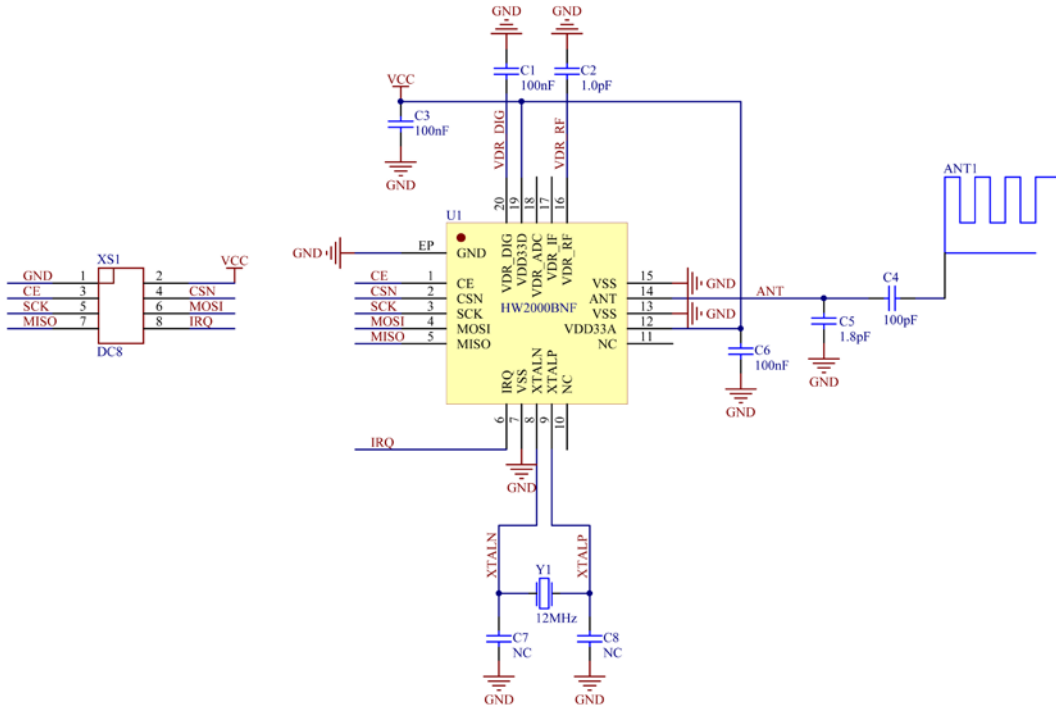 GND GND
C1 C2
100nF 1.0pF
VCC
C3
100nF
GND
VDR_DIG
VDR_RF
ANT1
20 19 18 17 16
U1
VDR_DIG
VDD33D
VDR_ADC
VDR_IF
VDR_RF
GND EP GND
XS1
GND 1 2 VCC
CE 3 4 CSN
SCK 5 6 MOSI
MISO 7 8 IRQ
DC8
CE 1 CE
CSN 2 CSN
SCK 3 SCK
MOSI 4 MOSI
MISO 5 MISO
HW2000BNF
VSS 15 GND
ANT 14 ANT
VSS 13 GND
VDD33A 12
NC 11
C4
100pF
C5
1.8pF
GND
C6
100nF
GND
IRQ
VSS
XTALN
XTALP
NC
6 7 8 9 10
IRQ
GND
XTALN
XTALP
Y1
12MHz
C7 C8
NC NC
GND GND